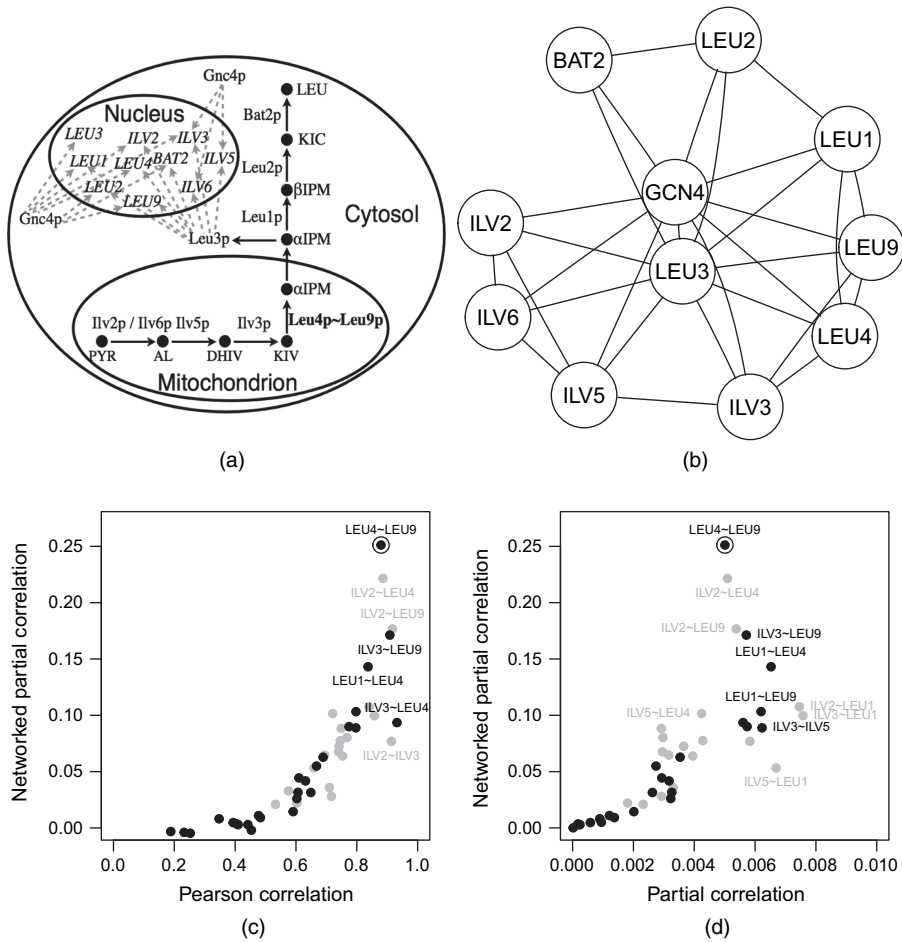 Gnc4p
Nucleus
LEU3
ILV2
ILV3
LEU1
LEU4
BAT2
ILV5
LEU2
ILV6
LEU9
Gnc4p
Leu3p
LEU
Bat2p
KIC
Leu2p
βIPM
Leu1p
Cytosol
αIPM
αIPM
Ilv2p / Ilv6p
Ilv5p
Ilv3p
Leu4p~Leu9p
PYR
AL
DHIV
KIV
Mitochondrion
(a)
BAT2
LEU2
LEU1
GCN4
ILV2
LEU9
LEU3
ILV6
LEU4
ILV5
ILV3
(b)
Networked partial correlation
0.25
0.20
0.15
0.10
0.05
0.00
LEU4~LEU9
ILV2~LEU4
ILV2~LEU9
ILV3~LEU9
LEU1~LEU4
ILV3~LEU4
ILV2~ILV3
0.0
0.2
0.4
0.6
0.8
1.0
Pearson correlation
(c)
Networked partial correlation
0.25
0.20
0.15
0.10
0.05
0.00
LEU4~LEU9
ILV2~LEU4
ILV2~LEU9
ILV3~LEU9
LEU1~LEU4
LEU1~LEU9
ILV2~LEU1
ILV3~LEU1
ILV5~LEU4
ILV3~ILV5
ILV5~LEU1
0.000
0.002
0.004
0.006
0.008
0.010
Partial correlation
(d)